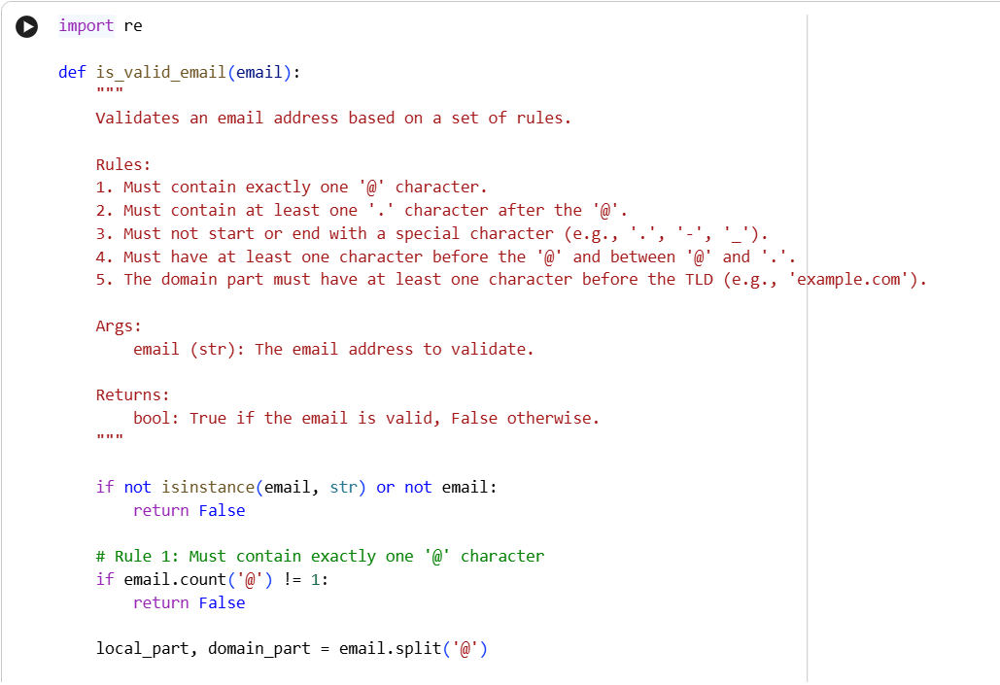 import re
def is_valid_email(email):
"""
Validates an email address based on a set of rules.
Rules:
1. Must contain exactly one '@' character.
2. Must contain at least one '.' character after the '@'.
3. Must not start or end with a special character (e.g., '.', '-', '_').
4. Must have at least one character before the '@' and between '@' and '.'.
5. The domain part must have at least one character before the TLD (e.g., 'example.com').
Args:
email (str): The email address to validate.
Returns:
bool: True if the email is valid, False otherwise.
"""
if not isinstance(email, str) or not email:
return False
# Rule 1: Must contain exactly one '@' character
if email.count('@') != 1:
return False
local_part, domain_part = email.split('@')